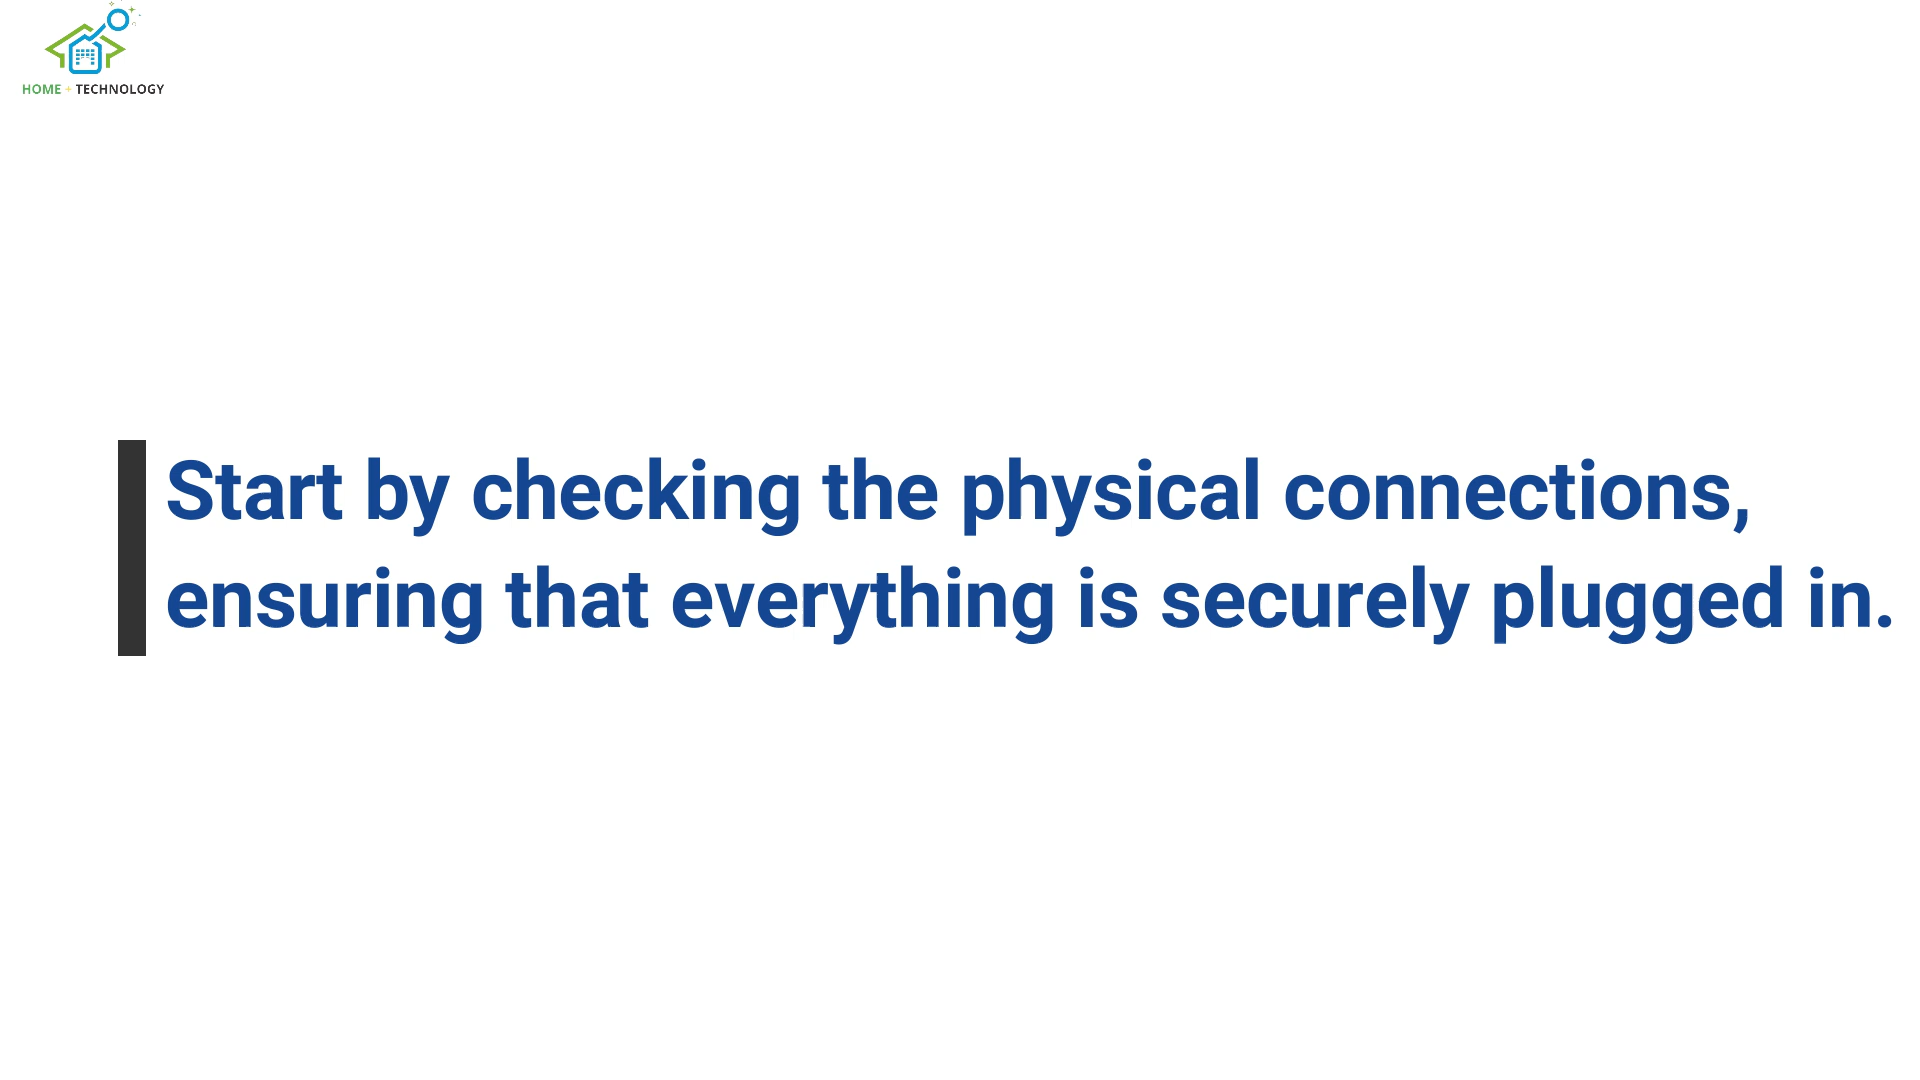 HOME + TECHNOLOGY
Start by checking the physical connections,
ensuring that everything is securely plugged in.